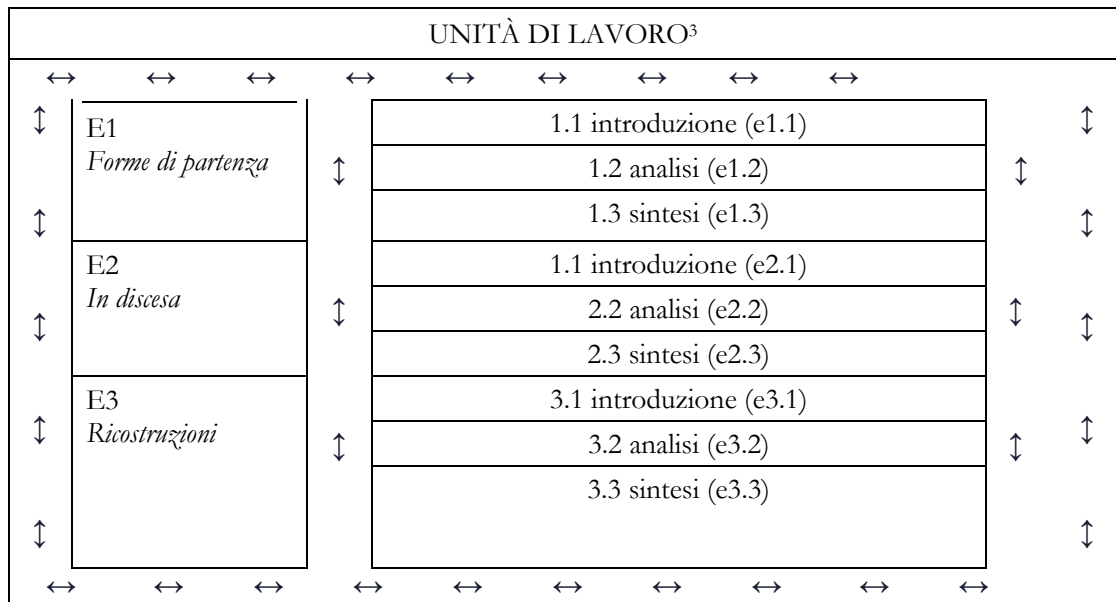 UNITÀ DI LAVORO³
↔ ↔ ↔ ↔ ↔ ↔ ↔ ↔ ↔
E1
Forme di partenza
1.1 introduzione (e1.1)
1.2 analisi (e1.2)
1.3 sintesi (e1.3)
E2
In discesa
1.1 introduzione (e2.1)
2.2 analisi (e2.2)
2.3 sintesi (e2.3)
E3
Ricostruzioni
3.1 introduzione (e3.1)
3.2 analisi (e3.2)
3.3 sintesi (e3.3)
↔ ↔ ↔ ↔ ↔ ↔ ↔ ↔ ↔ ↔